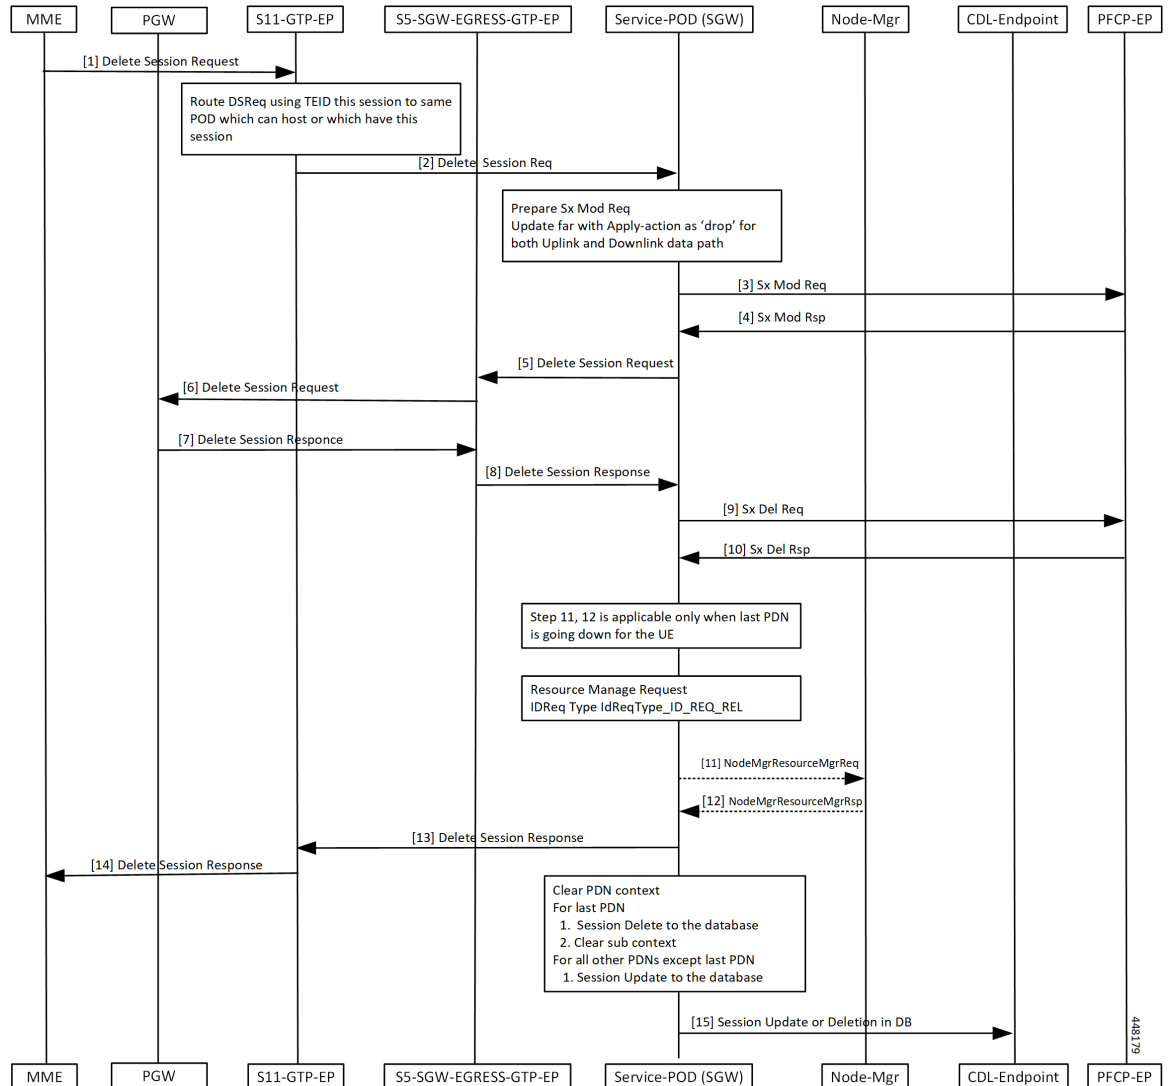 MME
PGW
S11-GTP-EP
S5-SGW-EGRESS-GTP-EP
Service-POD (SGW)
Node-Mgr
CDL-Endpoint
PFCP-EP
[1] Delete Session Request
Route DSReq using TEID this session to same
POD which can host or which have this
session
[2] Delete Session Req
Prepare Sx Mod Req
Update far with Apply-action as ‘drop’ for
both Uplink and Downlink data path
[3] Sx Mod Req
[4] Sx Mod Rsp
[5] Delete Session Request
[6] Delete Session Request
[7] Delete Session Responce
[8] Delete Session Response
[9] Sx Del Req
[10] Sx Del Rsp
Step 11, 12 is applicable only when last PDN
is going down for the UE
Resource Manage Request
IDReq Type IdReqType_ID_REQ_REL
[11] NodeMgrResourceMgrReq
[12] NodeMgrResourceMgrRsp
[13] Delete Session Response
[14] Delete Session Response
Clear PDN context
For last PDN
1. Session Delete to the database
2. Clear sub context
For all other PDNs except last PDN
1. Session Update to the database
[15] Session Update or Deletion in DB
448179
MME
PGW
S11-GTP-EP
S5-SGW-EGRESS-GTP-EP
Service-POD (SGW)
Node-Mgr
CDL-Endpoint
PFCP-EP